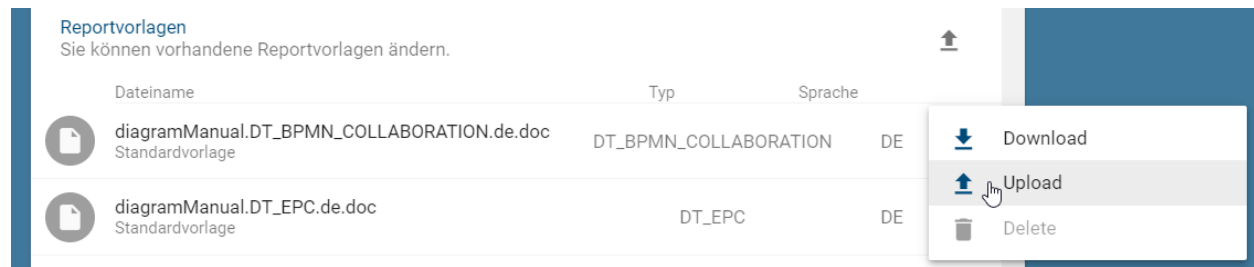 Reportvorlagen
Sie können vorhandene Reportvorlagen ändern.
Dateiname Typ Sprache
diagramManual.DT_BPMN_COLLABORATION.de.doc DT_BPMN_COLLABORATION DE
Standardvorlage
Download
Upload
diagramManual.DT_EPC.de.doc DT_EPC DE
Standardvorlage
Delete